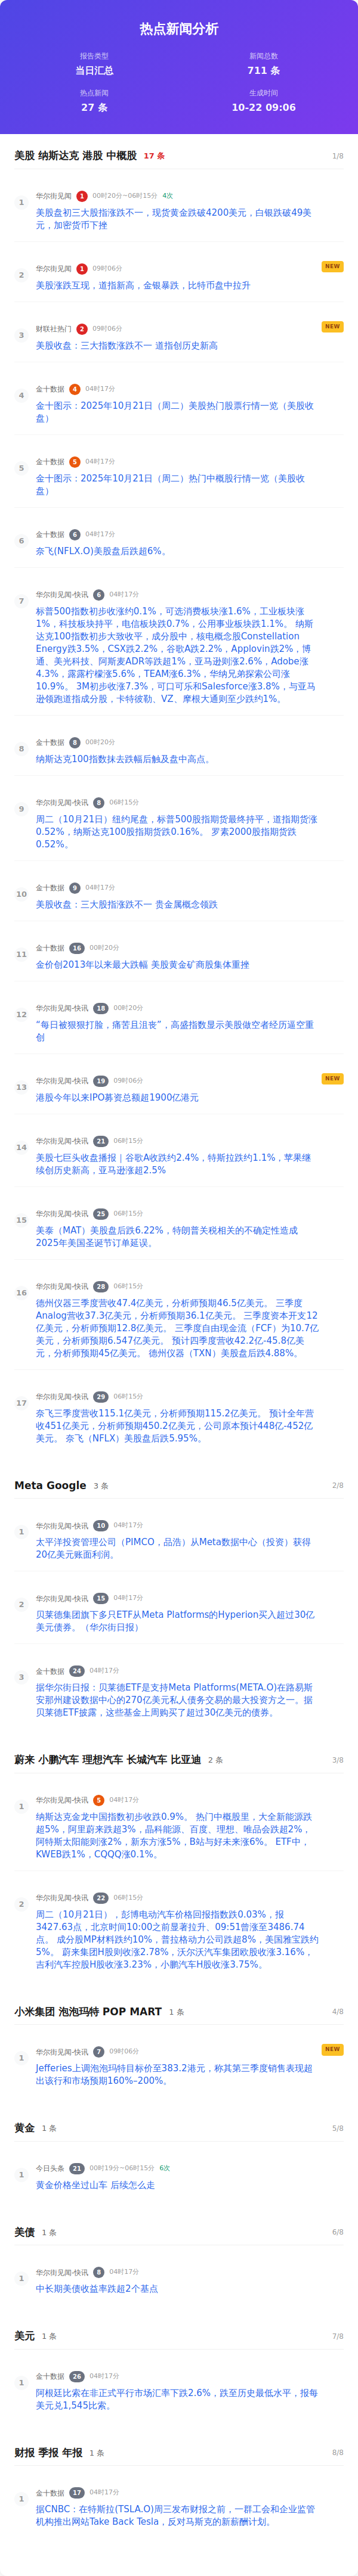 热点新闻分析
报告类型
当日汇总
新闻总数
711 条
热点新闻
27 条
生成时间
10-22 09:06
美股 纳斯达克 港股 中概股 17 条 1/8
1 华尔街见闻 1 00时20分~06时15分 4次
美股盘初三大股指涨跌不一，现货黄金跌破4200美元，白银跌破49美
元，加密货币下挫
2 华尔街见闻 1 09时06分 NEW
美股涨跌互现，道指新高，金银暴跌，比特币盘中拉升
3 财联社热门 2 09时06分 NEW
美股收盘：三大指数涨跌不一 道指创历史新高
4 金十数据 4 04时17分
金十图示：2025年10月21日（周二）美股热门股票行情一览（美股收
盘）
5 金十数据 5 04时17分
金十图示：2025年10月21日（周二）热门中概股行情一览（美股收
盘）
6 金十数据 6 04时17分
奈飞(NFLX.O)美股盘后跌超6%。
7 华尔街见闻-快讯 6 04时17分
标普500指数初步收涨约0.1%，可选消费板块涨1.6%，工业板块涨
1%，科技板块持平，电信板块跌0.7%，公用事业板块跌1.1%。 纳斯
达克100指数初步大致收平，成分股中，核电概念股Constellation
Energy跌3.5%，CSX跌2.2%，谷歌A跌2.2%，Applovin跌2%，博
通、美光科技、阿斯麦ADR等跌超1%，亚马逊则涨2.6%，Adobe涨
4.3%，露露柠檬涨5.6%，TEAM涨6.3%，华纳兄弟探索公司涨
10.9%。 3M初步收涨7.3%，可口可乐和Salesforce涨3.8%，与亚马
逊领跑道指成分股，卡特彼勒、VZ、摩根大通则至少跌约1%。
8 金十数据 8 00时20分
纳斯达克100指数抹去跌幅后触及盘中高点。
9 华尔街见闻-快讯 8 06时15分
周二（10月21日）纽约尾盘，标普500股指期货最终持平，道指期货涨
0.52%，纳斯达克100股指期货跌0.16%。 罗素2000股指期货跌
0.52%。
10 金十数据 9 04时17分
美股收盘：三大股指涨跌不一 贵金属概念领跌
11 金十数据 16 00时20分
金价创2013年以来最大跌幅 美股黄金矿商股集体重挫
12 华尔街见闻-快讯 18 00时20分
“每日被狠狠打脸，痛苦且沮丧”，高盛指数显示美股做空者经历逼空重
创
13 华尔街见闻-快讯 19 09时06分 NEW
港股今年以来IPO募资总额超1900亿港元
14 华尔街见闻-快讯 21 06时15分
美股七巨头收盘播报｜谷歌A收跌约2.4%，特斯拉跌约1.1%，苹果继
续创历史新高，亚马逊涨超2.5%
15 华尔街见闻-快讯 25 06时15分
美泰（MAT）美股盘后跌6.22%，特朗普关税相关的不确定性造成
2025年美国圣诞节订单延误。
16 华尔街见闻-快讯 28 06时15分
德州仪器三季度营收47.4亿美元，分析师预期46.5亿美元。 三季度
Analog营收37.3亿美元，分析师预期36.1亿美元。 三季度资本开支12
亿美元，分析师预期12.8亿美元。 三季度自由现金流（FCF）为10.7亿
美元，分析师预期6.547亿美元。 预计四季度营收42.2亿-45.8亿美
元，分析师预期45亿美元。 德州仪器（TXN）美股盘后跌4.88%。
17 华尔街见闻-快讯 29 06时15分
奈飞三季度营收115.1亿美元，分析师预期115.2亿美元。 预计全年营
收451亿美元，分析师预期450.2亿美元，公司原本预计448亿-452亿
美元。 奈飞（NFLX）美股盘后跌5.95%。
Meta Google 3 条 2/8
1 华尔街见闻-快讯 10 04时17分
太平洋投资管理公司（PIMCO，品浩）从Meta数据中心（投资）获得
20亿美元账面利润。
2 华尔街见闻-快讯 15 04时17分
贝莱德集团旗下多只ETF从Meta Platforms的Hyperion买入超过30亿
美元债券。（华尔街日报）
3 金十数据 24 04时17分
据华尔街日报：贝莱德ETF是支持Meta Platforms(META.O)在路易斯
安那州建设数据中心的270亿美元私人债务交易的最大投资方之一。据
贝莱德ETF披露，这些基金上周购买了超过30亿美元的债券。
蔚来 小鹏汽车 理想汽车 长城汽车 比亚迪 2 条 3/8
1 华尔街见闻-快讯 5 04时17分
纳斯达克金龙中国指数初步收跌0.9%。 热门中概股里，大全新能源跌
超5%，阿里蔚来跌超3%，晶科能源、百度、理想、唯品会跌超2%，
阿特斯太阳能则涨2%，新东方涨5%，B站与好未来涨6%。 ETF中，
KWEB跌1%，CQQQ涨0.1%。
2 华尔街见闻-快讯 22 06时15分
周二（10月21日），彭博电动汽车价格回报指数跌0.03%，报
3427.63点，北京时间10:00之前显著拉升、09:51曾涨至3486.74
点。 成分股MP材料跌约10%，普拉格动力公司跌超8%，美国雅宝跌约
5%。 蔚来集团H股则收涨2.78%，沃尔沃汽车集团欧股收涨3.16%，
吉利汽车控股H股收涨3.23%，小鹏汽车H股收涨3.75%。
小米集团 泡泡玛特 POP MART 1 条 4/8
1 华尔街见闻-快讯 7 09时06分 NEW
Jefferies上调泡泡玛特目标价至383.2港元，称其第三季度销售表现超
出该行和市场预期160%–200%。
黄金 1 条 5/8
1 今日头条 21 00时19分~06时15分 6次
黄金价格坐过山车 后续怎么走
美债 1 条 6/8
1 华尔街见闻-快讯 8 04时17分
中长期美债收益率跌超2个基点
美元 1 条 7/8
1 金十数据 26 04时17分
阿根廷比索在非正式平行市场汇率下跌2.6%，跌至历史最低水平，报每
美元兑1,545比索。
财报 季报 年报 1 条 8/8
1 金十数据 17 04时17分
据CNBC：在特斯拉(TSLA.O)周三发布财报之前，一群工会和企业监管
机构推出网站Take Back Tesla，反对马斯克的新薪酬计划。